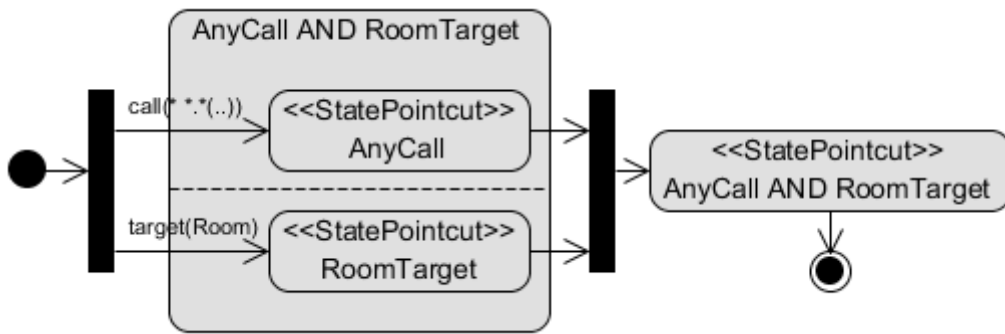 AnyCall AND RoomTarget
call(* *.*(..))
<<StatePointcut>>
AnyCall
target(Room)
<<StatePointcut>>
RoomTarget
<<StatePointcut>>
AnyCall AND RoomTarget